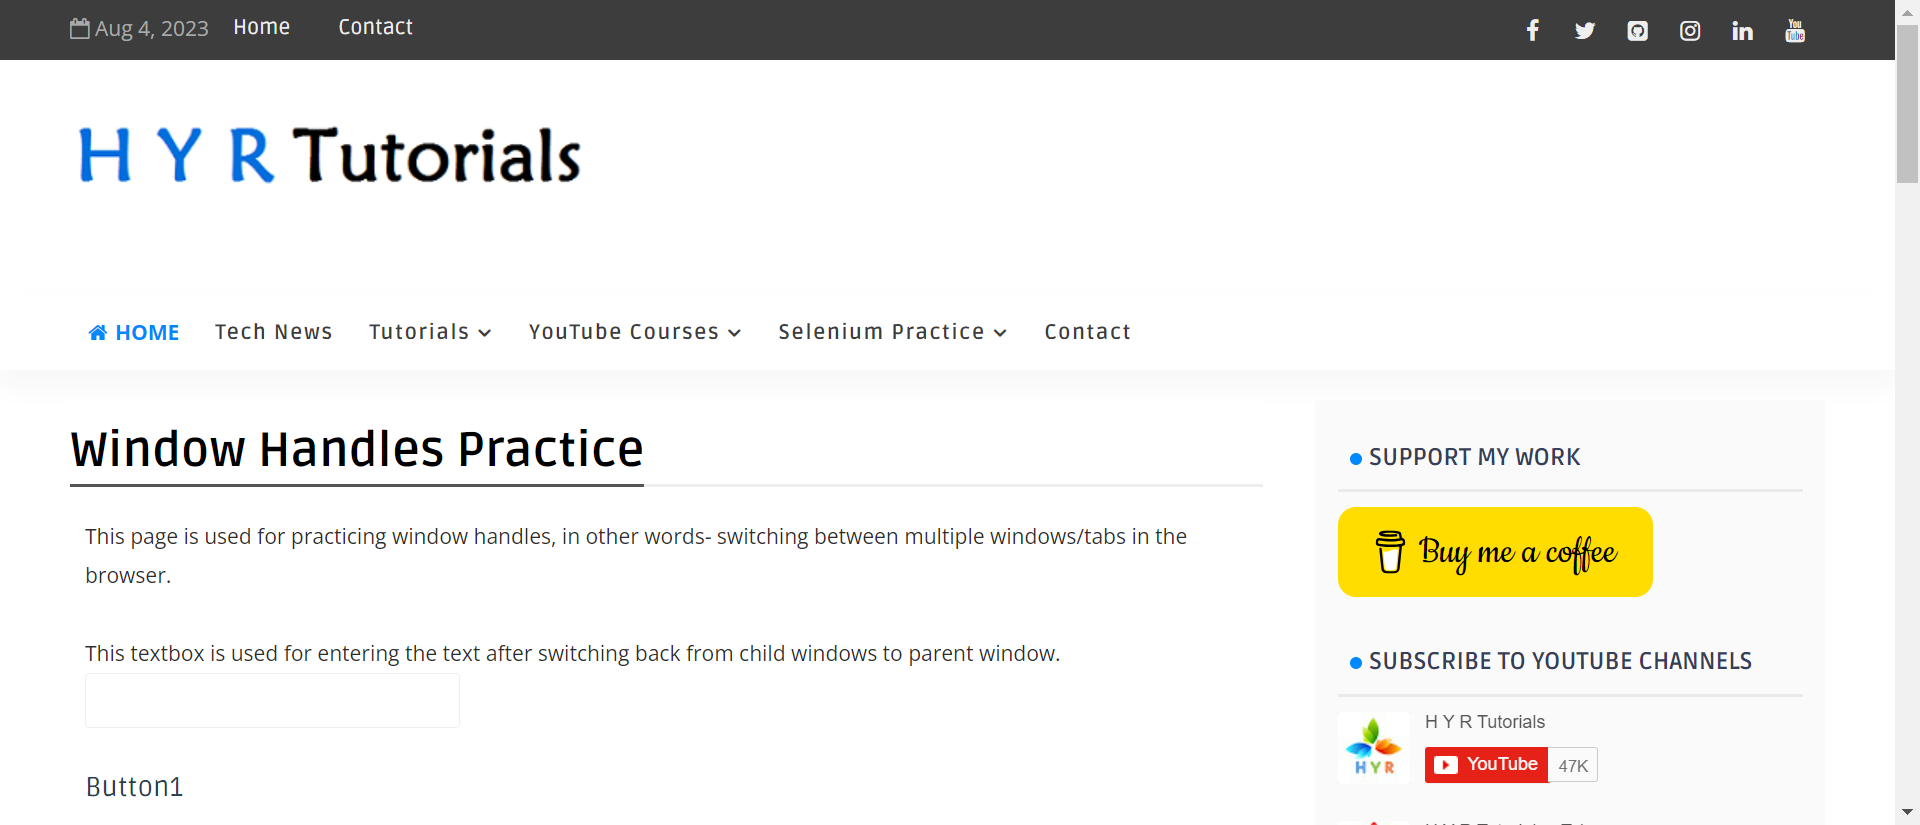 Aug 4, 2023 Home Contact
You
Tube
H Y R Tutorials
HOME Tech News Tutorials YouTube Courses Selenium Practice Contact
Window Handles Practice
This page is used for practicing window handles, in other words- switching between multiple windows/tabs in the
browser.
This textbox is used for entering the text after switching back from child windows to parent window.
Button1
SUPPORT MY WORK
Buy me a coffee
SUBSCRIBE TO YOUTUBE CHANNELS
H Y R Tutorials
HYR
YouTube 47K